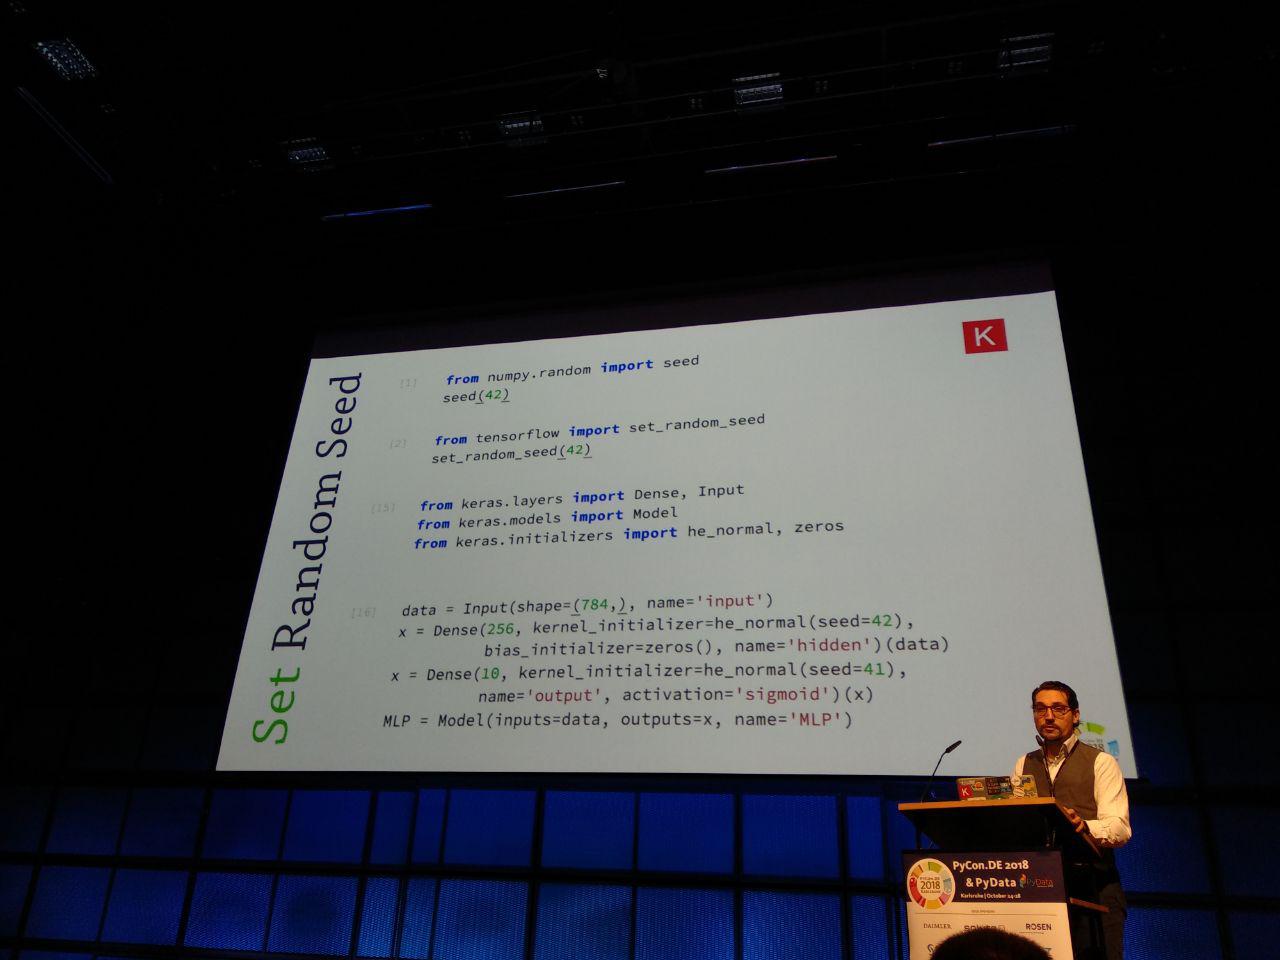 Set Random Seed
K
[1]
from numpy.random import seed
seed(42)
[2]
from tensorflow import set_random_seed
set_random_seed(42)
[15]
from keras.layers import Dense, Input
from keras.models import Model
from keras.initializers import he_normal, zeros
[16]
data = Input(shape=(784,), name='input')
x = Dense(256, kernel_initializer=he_normal(seed=42),
bias_initializer=zeros(), name='hidden')(data)
x = Dense(10, kernel_initializer=he_normal(seed=41),
name='output', activation='sigmoid')(x)
MLP = Model(inputs=data, outputs=x, name='MLP')
K
PyCon.DE 2018
& PyData PyData
Karlsruhe | October 24-28
2018
DAIMLER
ROSEN